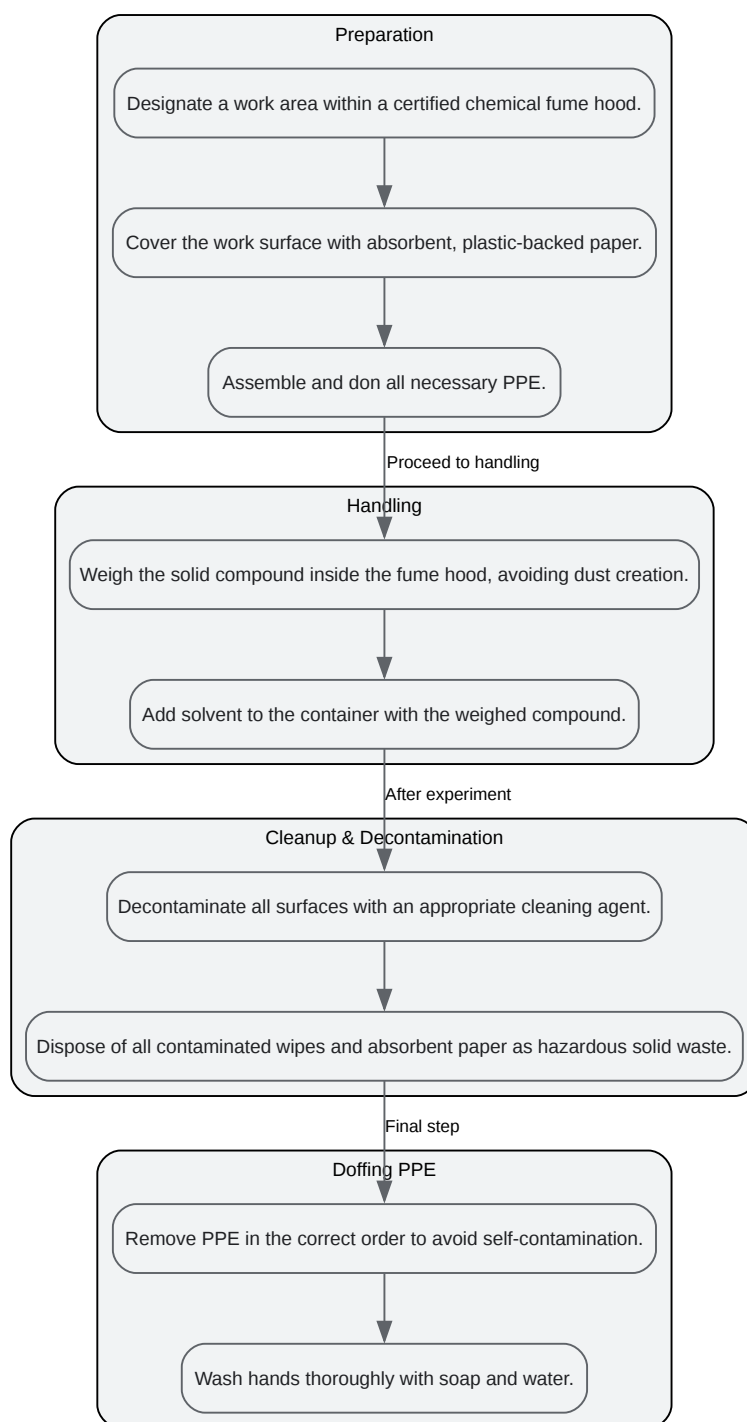 Preparation
Designate a work area within a certified chemical fume hood.
Cover the work surface with absorbent, plastic-backed paper.
Assemble and don all necessary PPE.
Proceed to handling
Handling
Weigh the solid compound inside the fume hood, avoiding dust creation.
Add solvent to the container with the weighed compound.
After experiment
Cleanup & Decontamination
Decontaminate all surfaces with an appropriate cleaning agent.
Dispose of all contaminated wipes and absorbent paper as hazardous solid waste.
Final step
Doffing PPE
Remove PPE in the correct order to avoid self-contamination.
Wash hands thoroughly with soap and water.